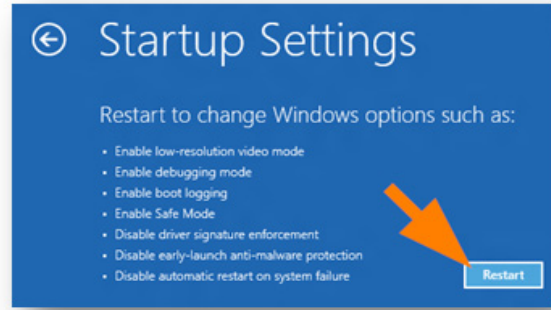 Startup Settings
Restart to change Windows options such as:
• Enable low-resolution video mode
• Enable debugging mode
• Enable boot logging
• Enable Safe Mode
• Disable driver signature enforcement
• Disable early-launch anti-malware protection
• Disable automatic restart on system failure
Restart